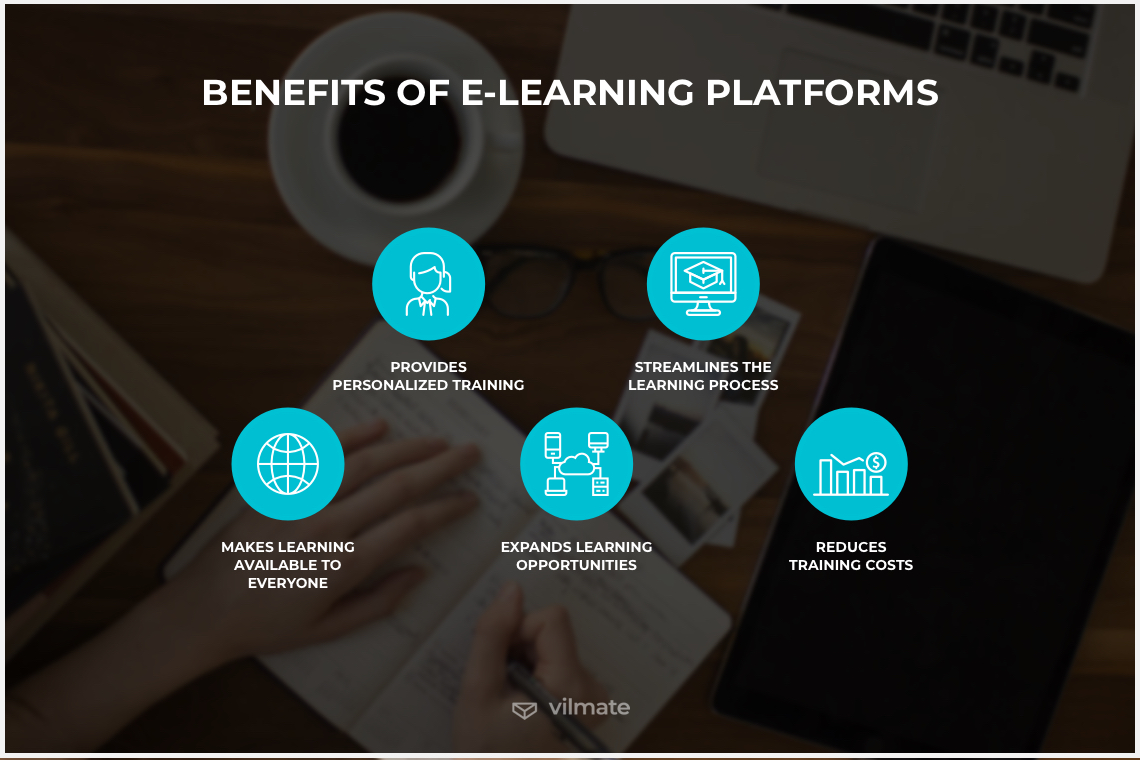 BENEFITS OF E-LEARNING PLATFORMS
PROVIDES
PERSONALIZED TRAINING
STREAMLINES THE
LEARNING PROCESS
MAKES LEARNING
AVAILABLE TO
EVERYONE
EXPANDS LEARNING
OPPORTUNITIES
$
REDUCES
TRAINING COSTS
vilmate